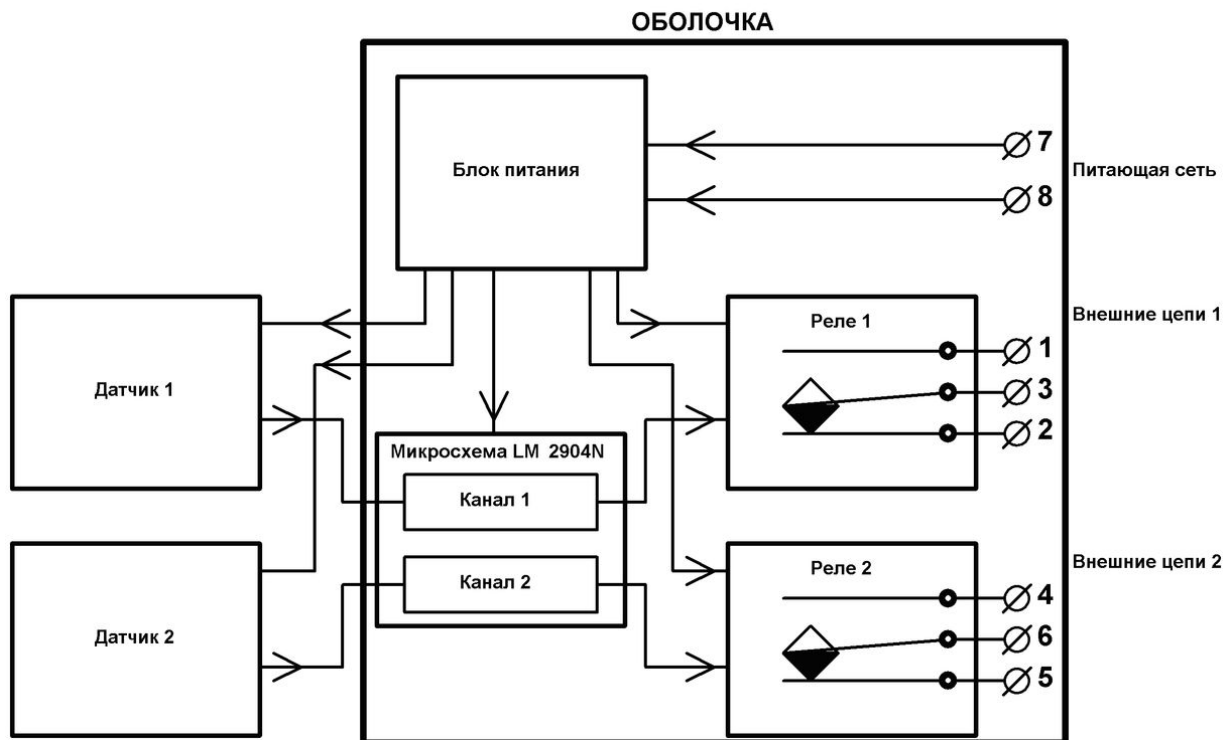 ОБОЛОЧКА
Блок питания
7
Питающая сеть
8
Реле 1
Внешние цепи 1
1
Датчик 1
3
2
Микросхема LM 2904N
Канал 1
Реле 2
Внешние цепи 2
Канал 2
4
Датчик 2
6
5